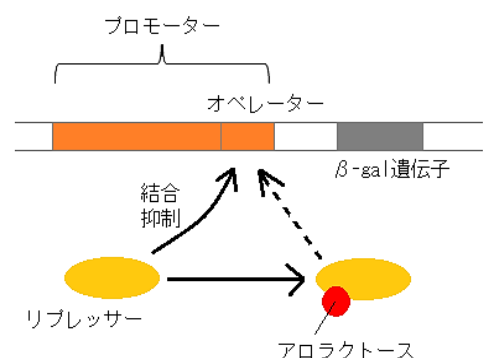 プロモーター
オペレーター
β-gal遺伝子
結合
抑制
リプレッサー
アロラクトース